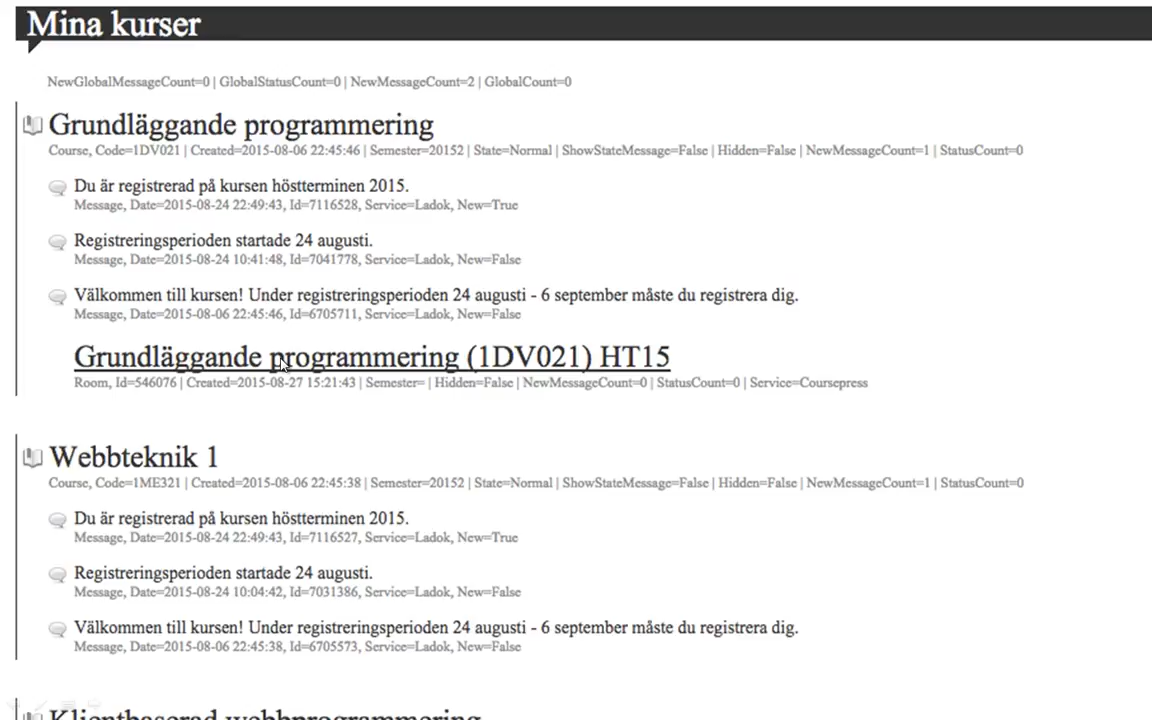 Mina kurser
NewGlobalMessageCount=0 | GlobalStatusCount=0 | NewMessageCount=2 | GlobalCount=0
Grundläggande programmering
Course, Code=1DV021 | Created=2015-08-06 22:45:46 | Semester=20152 | State=Normal | ShowStateMessage=False | Hidden=False | NewMessageCount=1 | StatusCount=0
Du är registrerad på kursen höstterminen 2015.
Message, Date=2015-08-24 22:49:43, Id=7116528, Service=Ladok, New=True
Registreringsperioden startade 24 augusti.
Message, Date=2015-08-24 10:41:48, Id=7041778, Service=Ladok, New=False
Välkommen till kursen! Under registreringsperioden 24 augusti - 6 september måste du registrera dig.
Message, Date=2015-08-06 22:45:46, Id=6705711, Service=Ladok, New=False
Grundläggande programmering (1DV021) HT15
Room, Id=546076 | Created=2015-08-27 15:21:43 | Semester= | Hidden=False | NewMessageCount=0 | StatusCount=0 | Service=Coursepress
Webbteknik 1
Course, Code=1ME321 | Created=2015-08-06 22:45:38 | Semester=20152 | State=Normal | ShowStateMessage=False | Hidden=False | NewMessageCount=1 | StatusCount=0
Du är registrerad på kursen höstterminen 2015.
Message, Date=2015-08-24 22:49:43, Id=7116527, Service=Ladok, New=True
Registreringsperioden startade 24 augusti.
Message, Date=2015-08-24 10:04:42, Id=7031386, Service=Ladok, New=False
Välkommen till kursen! Under registreringsperioden 24 augusti - 6 september måste du registrera dig.
Message, Date=2015-08-06 22:45:38, Id=6705573, Service=Ladok, New=False
Klientbaserad webbprogrammering